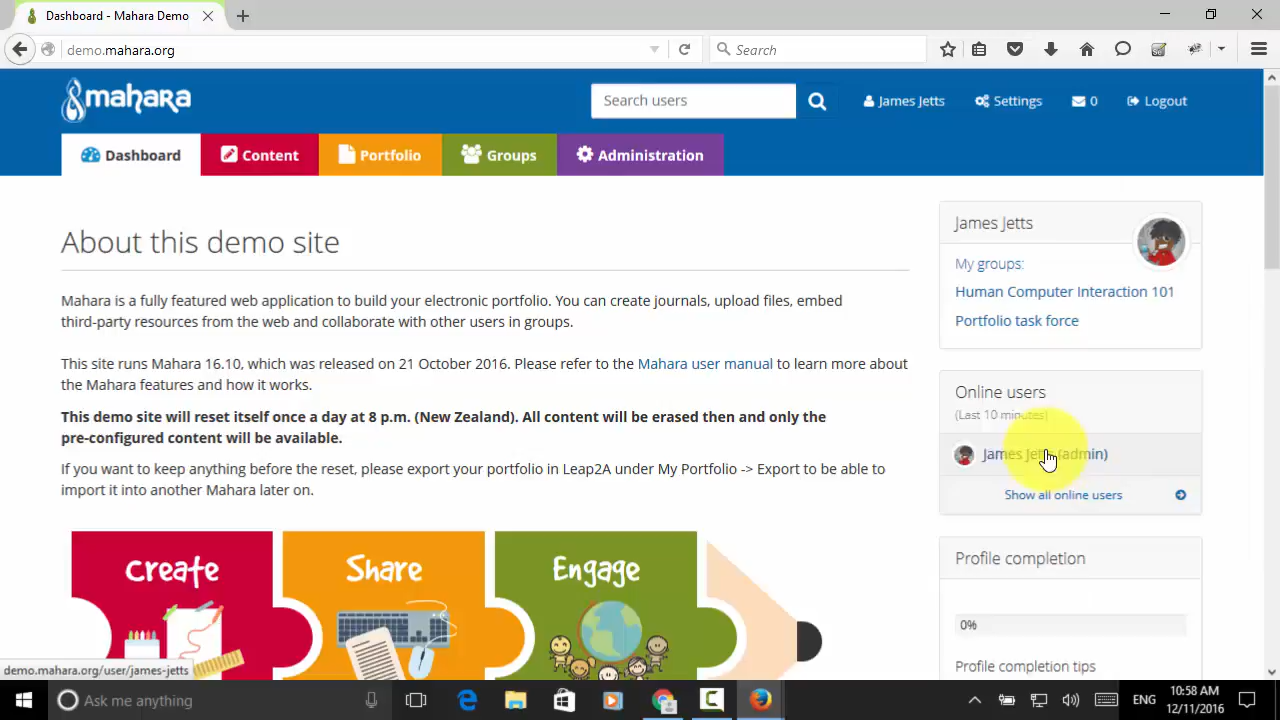 Dashboard - Mahara Demo
demo.mahara.org
Search
mahara
Search users
James Jetts
Settings
0
Logout
Dashboard
Content
Portfolio
Groups
Administration
About this demo site
Mahara is a fully featured web application to build your electronic portfolio. You can create journals, upload files, embed
third-party resources from the web and collaborate with other users in groups.
This site runs Mahara 16.10, which was released on 21 October 2016. Please refer to the Mahara user manual to learn more about
the Mahara features and how it works.
This demo site will reset itself once a day at 8 p.m. (New Zealand). All content will be erased then and only the
pre-configured content will be available.
If you want to keep anything before the reset, please export your portfolio in Leap2A under My Portfolio -> Export to be able to
import it into another Mahara later on.
Create
Share
Engage
James Jetts
My groups:
Human Computer Interaction 101
Portfolio task force
Online users
(Last 10 minutes)
James Jetts (admin)
Show all online users
Profile completion
0%
Profile completion tips
demo.mahara.org/user/james-jetts
Ask me anything
ENG
10:58 AM
12/11/2016